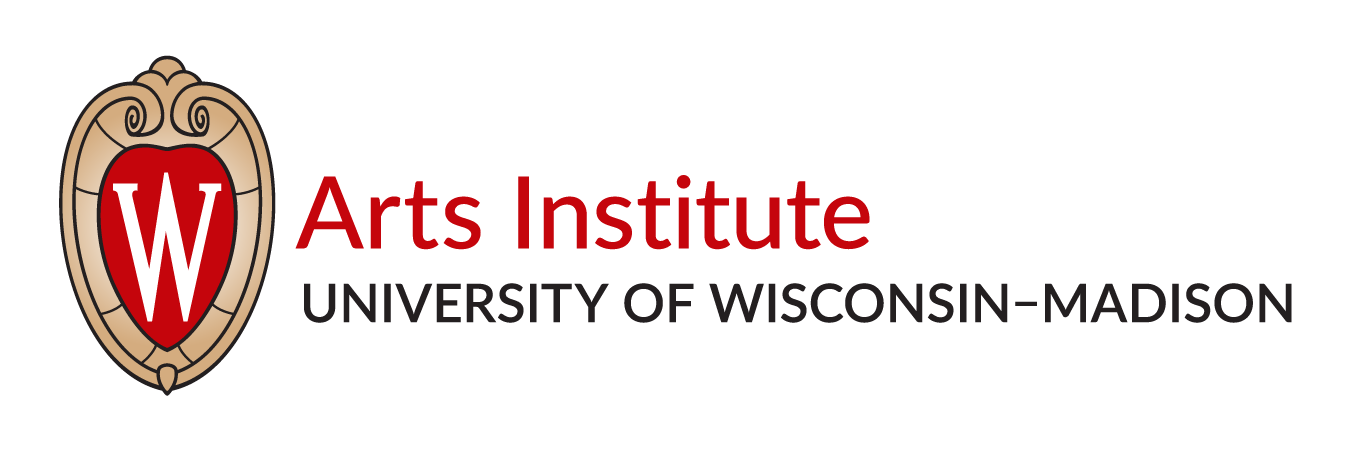 W
Arts Institute
UNIVERSITY OF WISCONSIN–MADISON